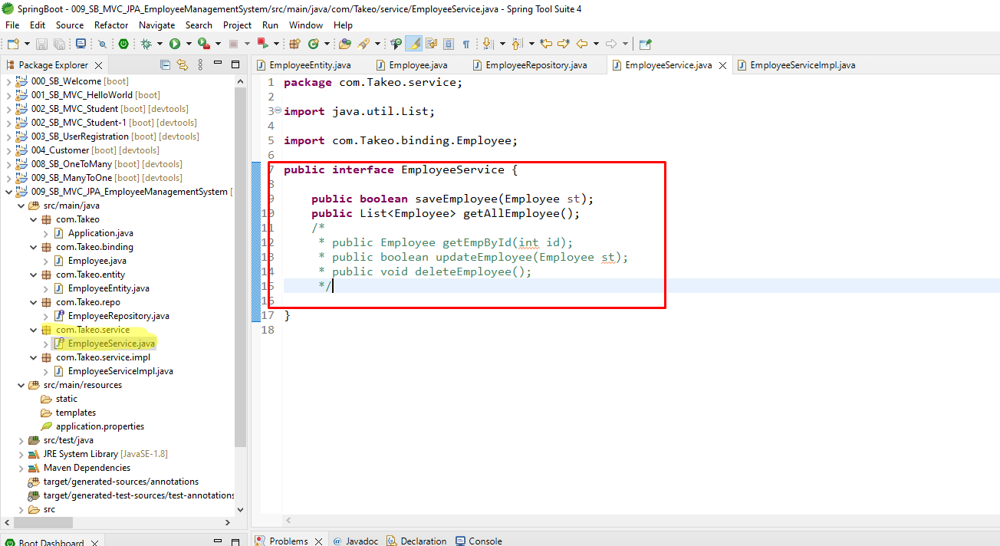 SpringBoot - 009_SB_MVC_JPA_EmployeeManagementSystem/src/main/java/com/Takeo/service/EmployeeService.java - Spring Tool Suite 4
File Edit Source Refactor Navigate Search Project Run Window Help
Package Explorer
000_SB_Welcome [boot]
001_SB_MVC_HelloWorld [boot]
002_SB_MVC_Student [boot] [devtools]
002_SB_MVC_Student-1 [boot] [devtools]
003_SB_UserRegistration [boot] [devtools]
004_Customer [boot] [devtools]
008_SB_OneToMany [boot] [devtools]
009_SB_ManyToOne [boot] [devtools]
009_SB_MVC_JPA_EmployeeManagementSystem [
src/main/java
com.Takeo
Application.java
com.Takeo.binding
Employee.java
com.Takeo.entity
EmployeeEntity.java
com.Takeo.repo
EmployeeRepository.java
com.Takeo.service
EmployeeService.java
com.Takeo.service.impl
EmployeeServiceImpl.java
src/main/resources
static
templates
application.properties
src/test/java
JRE System Library [JavaSE-1.8]
Maven Dependencies
target/generated-sources/annotations
target/generated-test-sources/test-annotations
src
Boot Dashboard
EmployeeEntity.java Employee.java EmployeeRepository.java EmployeeService.java EmployeeServiceImpl.java
1 package com.Takeo.service;
2
3 import java.util.List;
4
5 import com.Takeo.binding.Employee;
6
7 public interface EmployeeService {
8
9 public boolean saveEmployee(Employee st);
10 public List<Employee> getAllEmployee();
11 /*
12 * public Employee getEmpById(int id);
13 * public boolean updateEmployee(Employee st);
14 * public void deleteEmployee();
15 */
16
17 }
18
Problems @ Javadoc Declaration Console